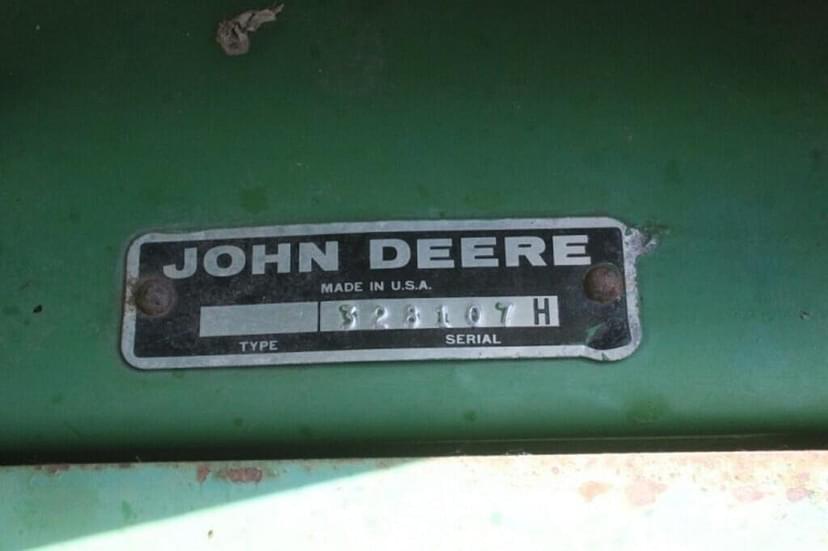 JOHN DEERE
MADE IN U.S.A.
328107 H
TYPE SERIAL